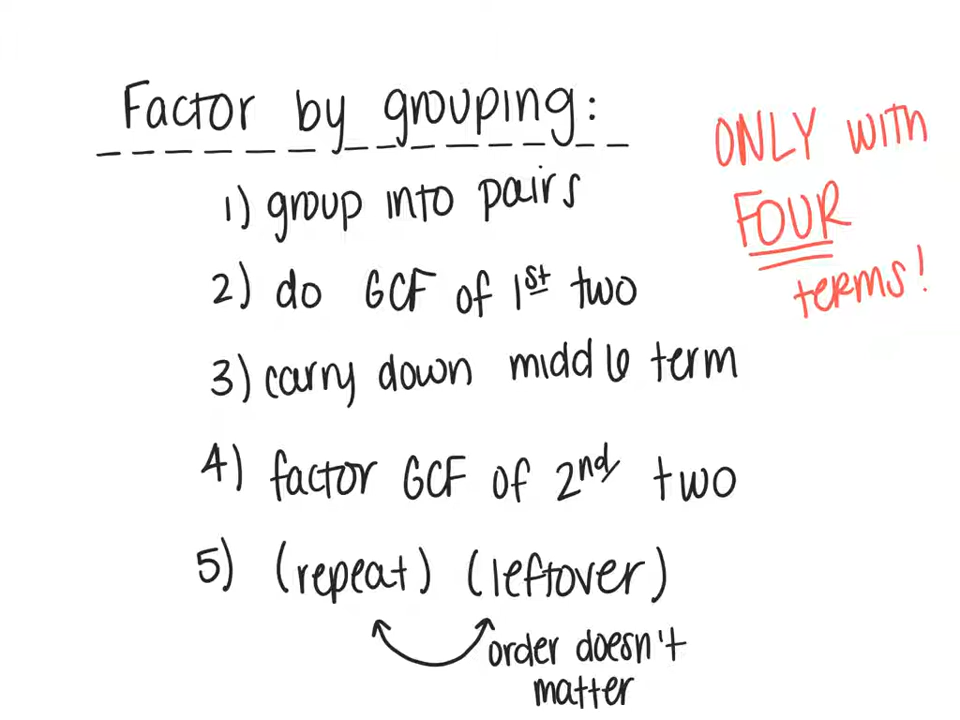 Factor by grouping:
ONLY with
FOUR
terms!
1) group into pairs
2) do GCF of 1st two
3) carry down middle term
4) factor GCF of 2nd two
5) (repeat) (leftover)
order doesn't
matter